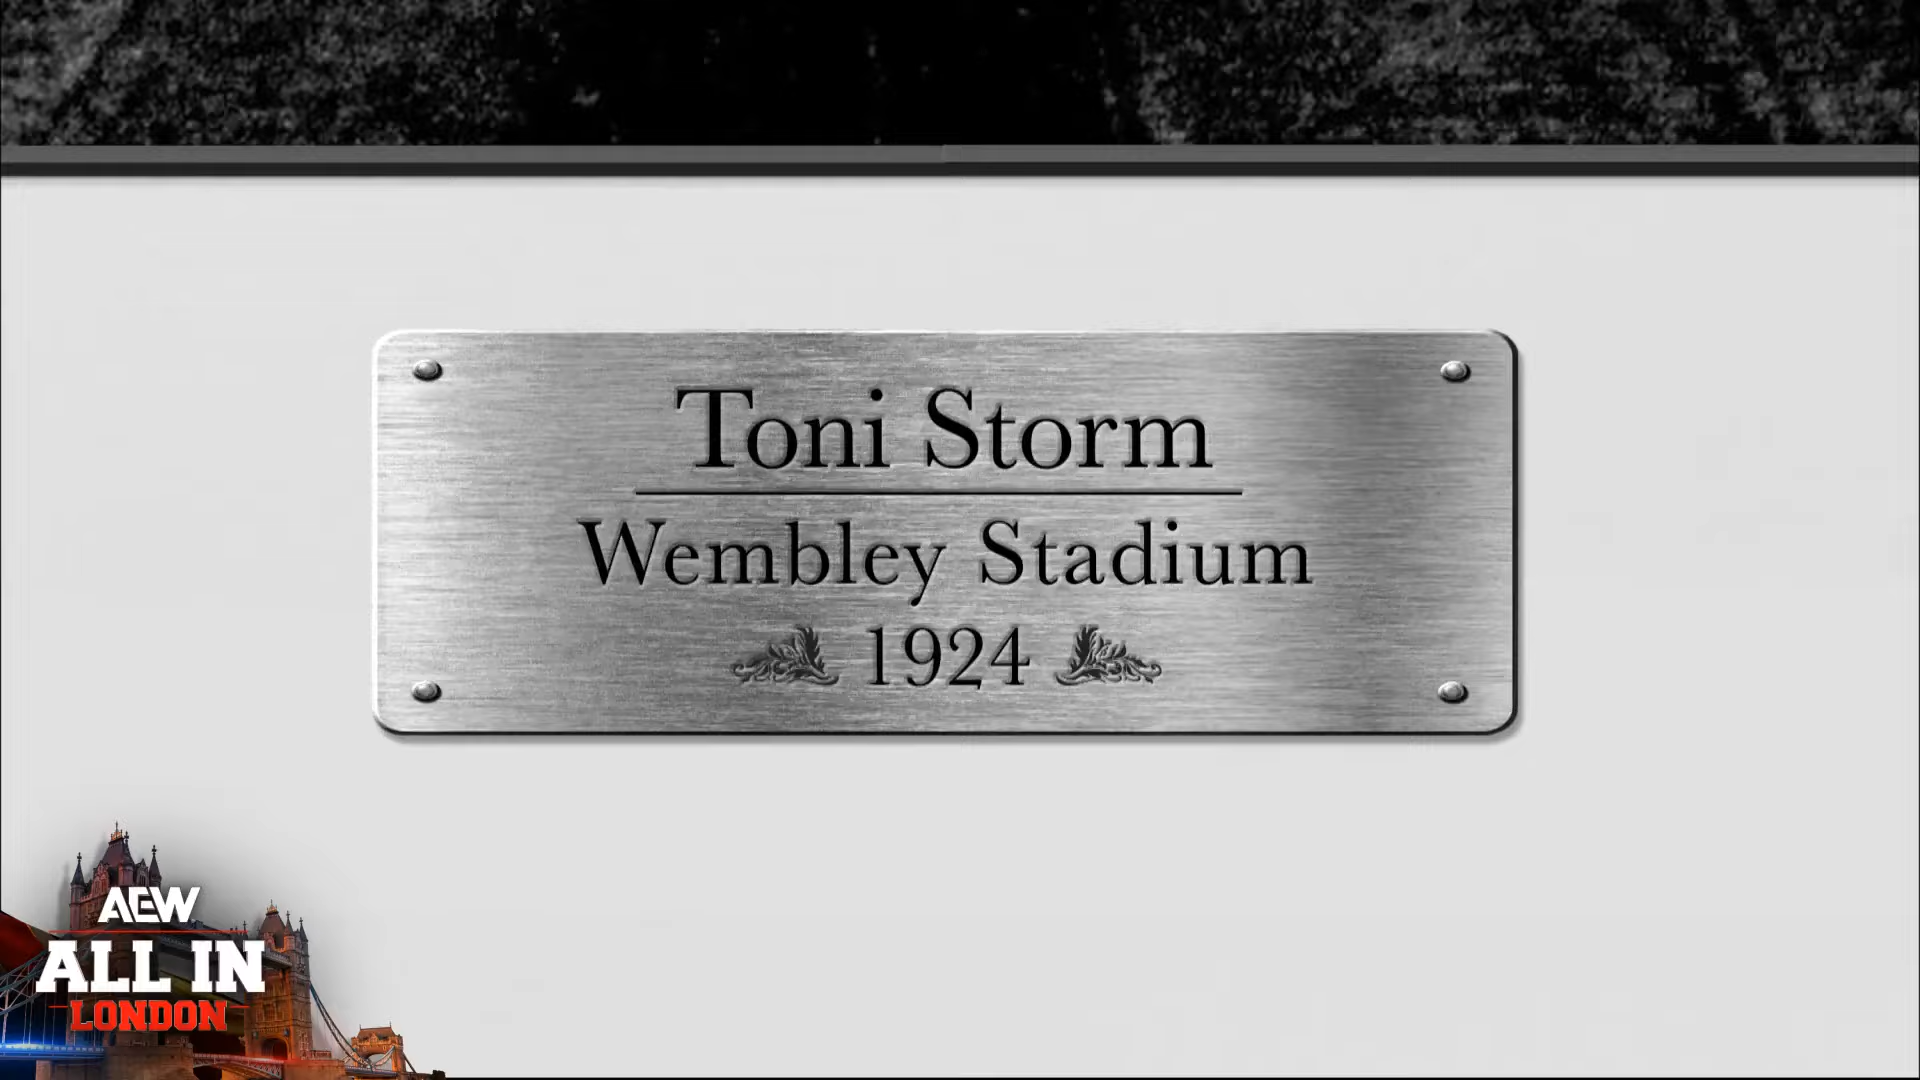 Toni Storm
Wembley Stadium
1924
AEW
ALL IN
LONDON